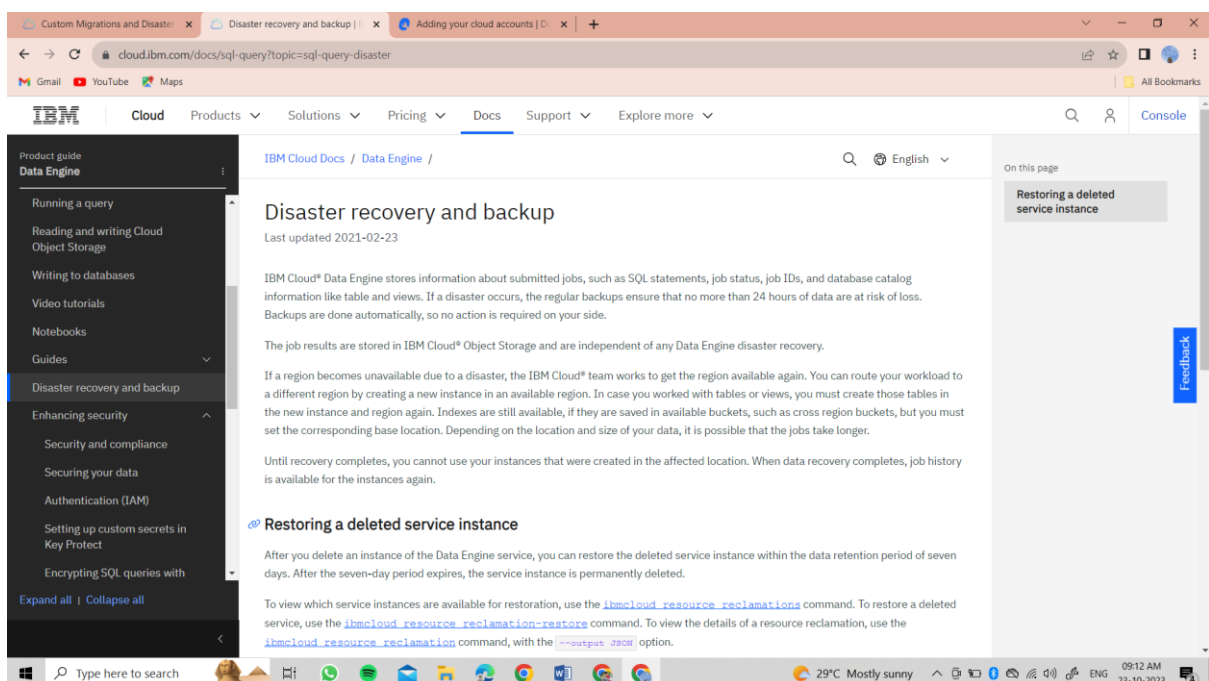 Custom Migrations and Disaster
Disaster recovery and backup | I
Adding your cloud accounts | Do
cloud.ibm.com/docs/sql-query?topic=sql-query-disaster
Gmail
YouTube
Maps
All Bookmarks
IBM
Cloud
Products
Solutions
Pricing
Docs
Support
Explore more
Console
Product guide
Data Engine
Running a query
Reading and writing Cloud
Object Storage
Writing to databases
Video tutorials
Notebooks
Guides
Disaster recovery and backup
Enhancing security
Security and compliance
Securing your data
Authentication (IAM)
Setting up custom secrets in
Key Protect
Encrypting SQL queries with
Expand all | Collapse all
IBM Cloud Docs / Data Engine /
English
Disaster recovery and backup
Last updated 2021-02-23
IBM Cloud® Data Engine stores information about submitted jobs, such as SQL statements, job status, job IDs, and database catalog
information like table and views. If a disaster occurs, the regular backups ensure that no more than 24 hours of data are at risk of loss.
Backups are done automatically, so no action is required on your side.
The job results are stored in IBM Cloud® Object Storage and are independent of any Data Engine disaster recovery.
If a region becomes unavailable due to a disaster, the IBM Cloud® team works to get the region available again. You can route your workload to
a different region by creating a new instance in an available region. In case you worked with tables or views, you must create those tables in
the new instance and region again. Indexes are still available, if they are saved in available buckets, such as cross region buckets, but you must
set the corresponding base location. Depending on the location and size of your data, it is possible that the jobs take longer.
Until recovery completes, you cannot use your instances that were created in the affected location. When data recovery completes, job history
is available for the instances again.
Restoring a deleted service instance
After you delete an instance of the Data Engine service, you can restore the deleted service instance within the data retention period of seven
days. After the seven-day period expires, the service instance is permanently deleted.
To view which service instances are available for restoration, use the ibmcloud resource reclamations command. To restore a deleted
service, use the ibmcloud resource reclamation-restore command. To view the details of a resource reclamation, use the
ibmcloud resource reclamation command, with the --output JSON option.
On this page
Restoring a deleted
service instance
Feedback
Type here to search
29°C Mostly sunny
ENG
09:12 AM
23-10-2023